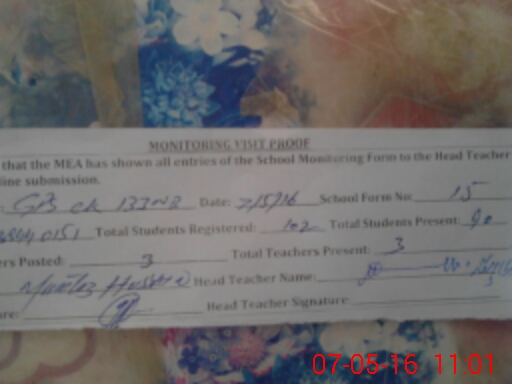 MONITORING VISIT PROOF
that the MEA has shown all entries of the School Monitoring Form to the Head Teacher
line submission.
Date: 7/5/16 School Form No: 15
Total Students Registered: 102 Total Students Present: 90
ers Posted: 3 Total Teachers Present: 3
Head Teacher Name:
ure: Head Teacher Signature
07-05-16 11:01